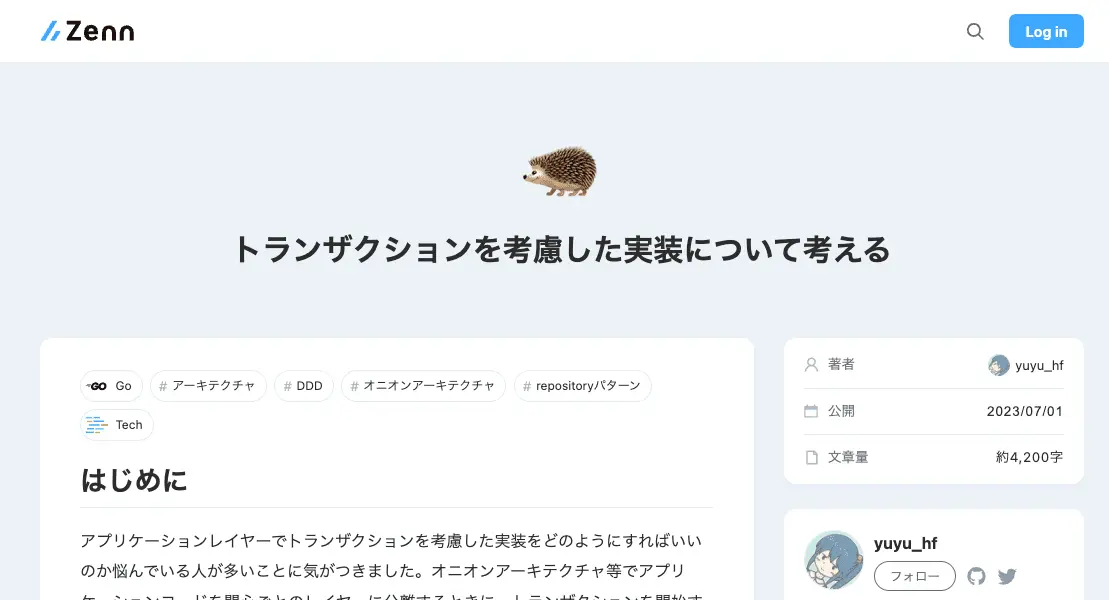 Zenn
Log in
トランザクションを考慮した実装について考える
Go
# アーキテクチャ
# DDD
# オニオンアーキテクチャ
# repositoryパターン
Tech
はじめに
アプリケーションレイヤーでトランザクションを考慮した実装をどのようにすればいい
のか悩んでいる人が多いことに気がつきました。オニオンアーキテクチャ等でアプリ
著者
yuyu_hf
公開
2023/07/01
文章量
約4,200字
yuyu_hf
フォロー